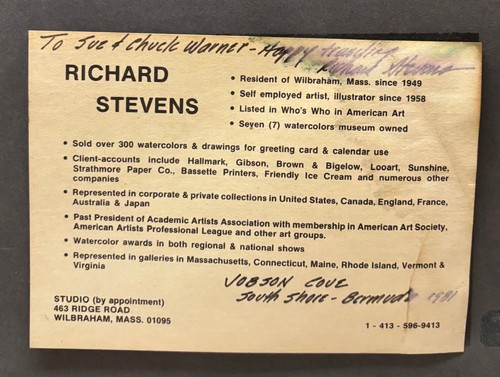 To Sue & Chuck Warner - Happy traveling
Richard Stevens
RICHARD
STEVENS
• Resident of Wilbraham, Mass. since 1949
• Self employed artist, illustrator since 1958
• Listed in Who's Who in American Art
• Seyen (7) watercolors museum owned
• Sold over 300 watercolors & drawings for greeting card & calendar use
• Client-accounts include Hallmark, Gibson, Brown & Bigelow, Looart, Sunshine,
Strathmore Paper Co., Bassette Printers, Friendly Ice Cream and numerous other
companies
• Represented in corporate & private collections in United States, Canada, England, France,
Australia & Japan
• Past President of Academic Artists Association with membership in American Art Society,
American Artists Professional League and other art groups.
• Watercolor awards in both regional & national shows
• Represented in galleries in Massachusetts, Connecticut, Maine, Rhode Island, Vermont &
Virginia
JOBSON COVE
South Shore - Bermuda 1981
STUDIO (by appointment)
463 RIDGE ROAD
WILBRAHAM, MASS. 01095
1 - 413 - 596-9413